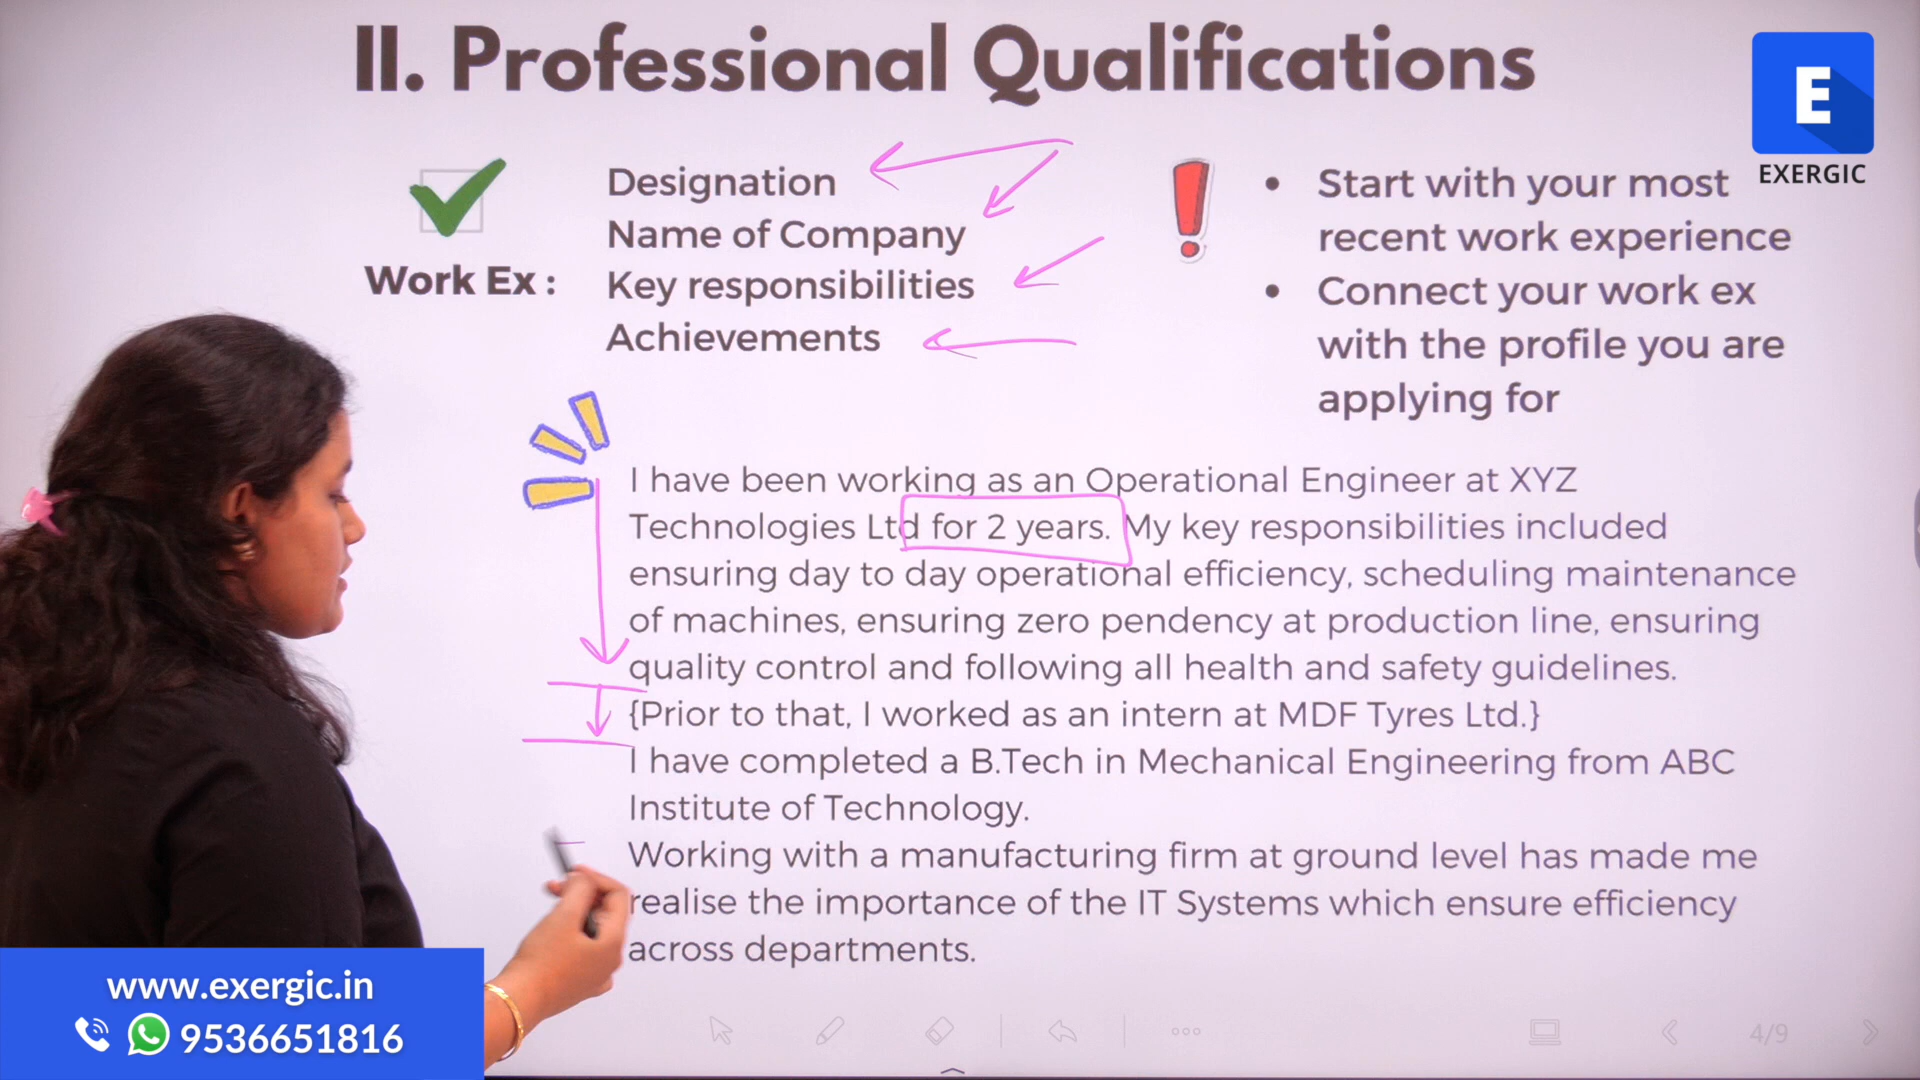 II. Professional Qualifications
E
EXERGIC
Work Ex :
Designation
Name of Company
Key responsibilities
Achievements
• Start with your most
recent work experience
• Connect your work ex
with the profile you are
applying for
I have been working as an Operational Engineer at XYZ
Technologies Ltd for 2 years. My key responsibilities included
ensuring day to day operational efficiency, scheduling maintenance
of machines, ensuring zero pendency at production line, ensuring
quality control and following all health and safety guidelines.
{Prior to that, I worked as an intern at MDF Tyres Ltd.}
I have completed a B.Tech in Mechanical Engineering from ABC
Institute of Technology.
Working with a manufacturing firm at ground level has made me
realise the importance of the IT Systems which ensure efficiency
across departments.
www.exergic.in
9536651816
4/9